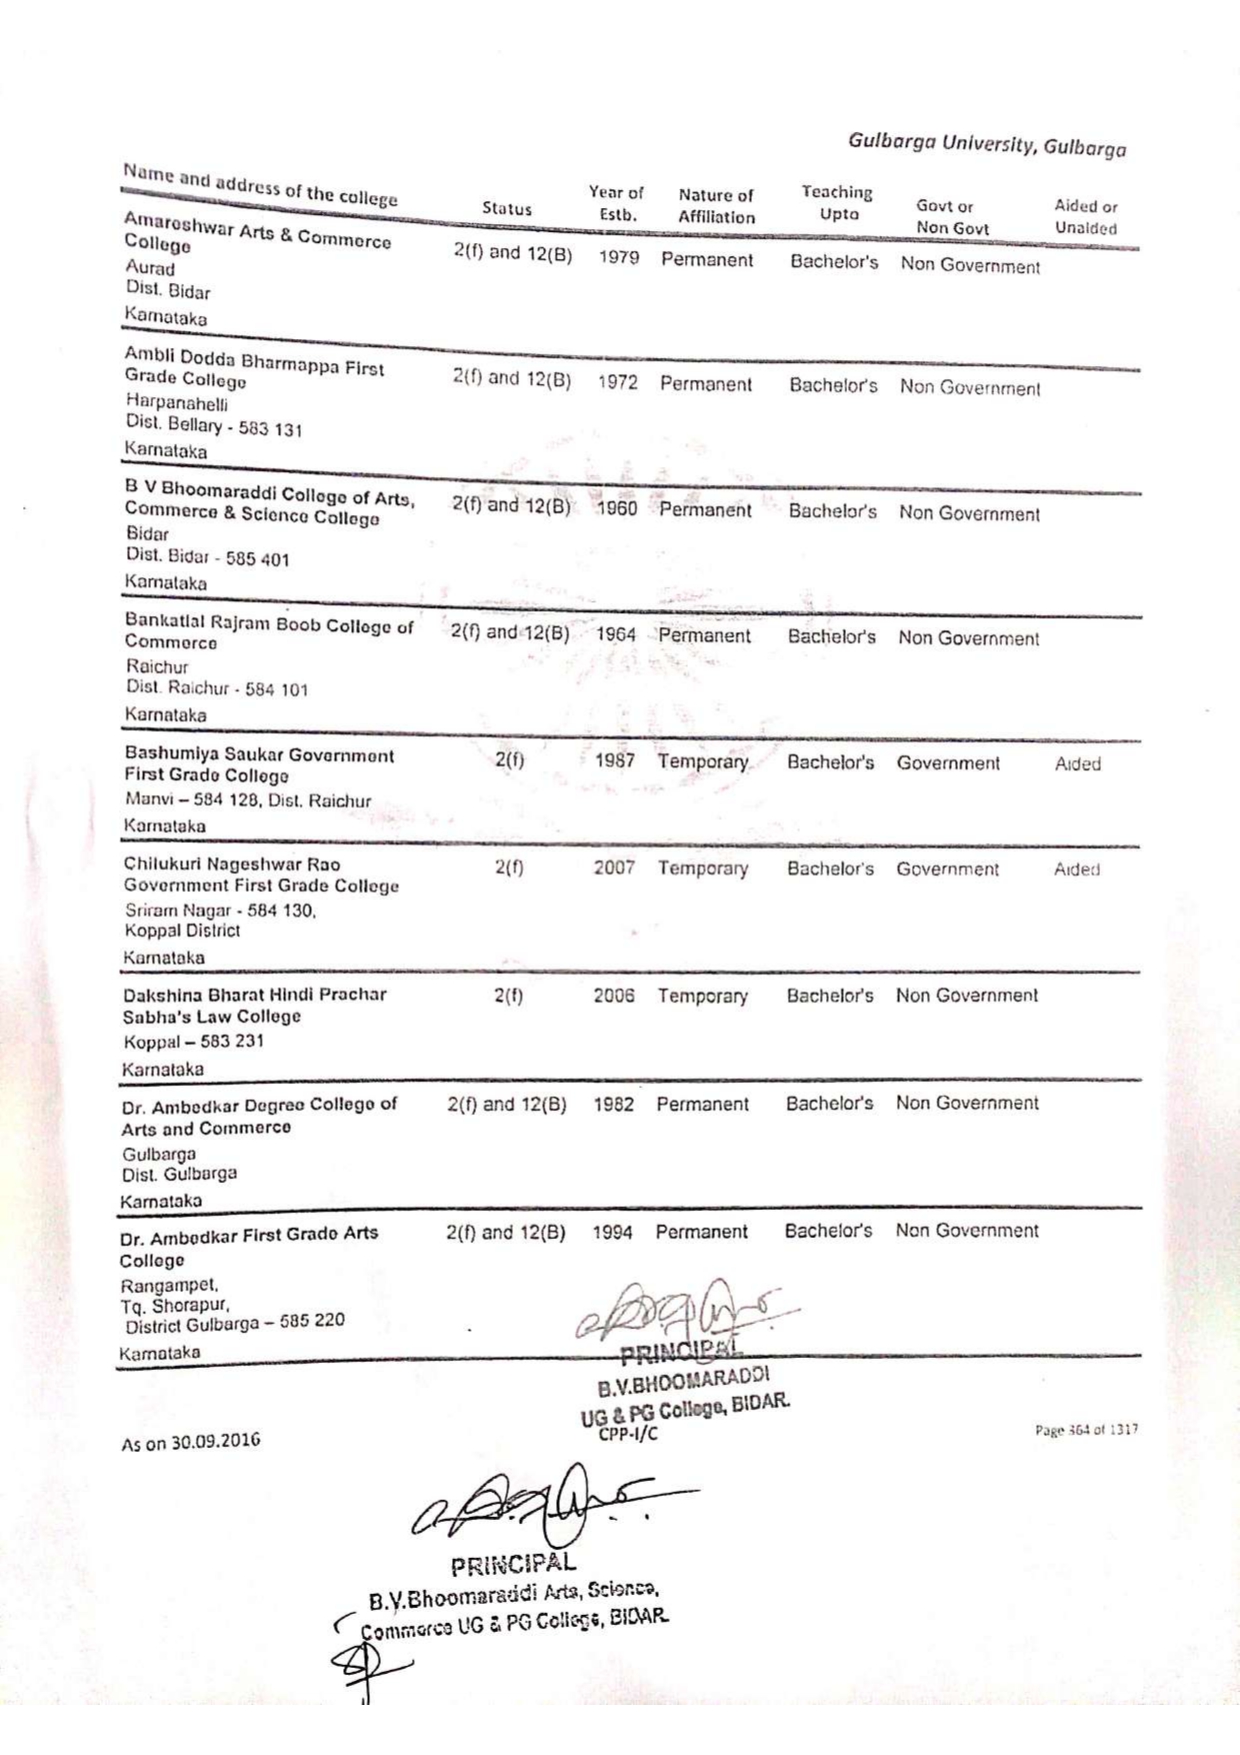 Gulbarga University, Gulbarga
Name and address of the college Status Year of Estb. Nature of Affiliation Teaching Upto Govt or Non Govt Aided or Unaided
Amareshwar Arts & Commerce 2(f) and 12(B) 1979 Permanent Bachelor's Non Government
College
Aurad
Dist. Bidar
Karnataka
Ambli Dodda Bharmappa First 2(f) and 12(B) 1972 Permanent Bachelor's Non Government
Grade College
Harpanahelli
Dist. Bellary - 583 131
Karnataka
B V Bhoomaraddi College of Arts, 2(f) and 12(B) 1960 Permanent Bachelor's Non Government
Commerce & Science College
Bidar
Dist. Bidar - 585 401
Karnataka
Bankatlal Rajram Boob College of 2(f) and 12(B) 1964 Permanent Bachelor's Non Government
Commerce
Raichur
Dist. Raichur - 584 101
Karnataka
Bashumiya Saukar Government 2(f) 1987 Temporary Bachelor's Government Aided
First Grade College
Manvi – 584 128, Dist. Raichur
Karnataka
Chilukuri Nageshwar Rao 2(f) 2007 Temporary Bachelor's Government Aided
Government First Grade College
Sriram Nagar - 584 130,
Koppal District
Karnataka
Dakshina Bharat Hindi Prachar 2(f) 2006 Temporary Bachelor's Non Government
Sabha's Law College
Koppal – 583 231
Karnataka
Dr. Ambedkar Degree College of 2(f) and 12(B) 1982 Permanent Bachelor's Non Government
Arts and Commerce
Gulbarga
Dist. Gulbarga
Karnataka
Dr. Ambedkar First Grade Arts 2(f) and 12(B) 1994 Permanent Bachelor's Non Government
College
Rangampet,
Tq. Shorapur,
District Gulbarga – 585 220
Karnataka
PRINCIPAL
B.V.BHOOMARADDI
UG & PG College, BIDAR.
CPP-I/C
As on 30.09.2016
Page 364 of 1317
PRINCIPAL
B.V.Bhoomaraddi Arts, Science,
Commerce UG & PG College, BIDAR.